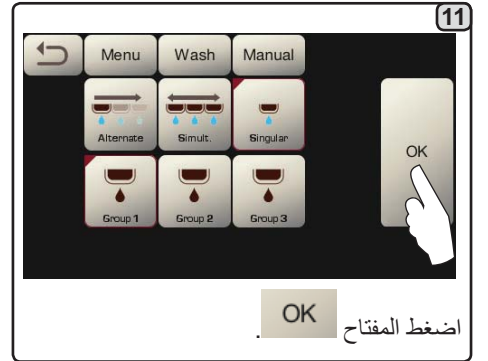 11
Menu Wash Manual
Alternate Simult. Singular
OK
Group 1 Group 2 Group 3
اضغط المفتاح OK .